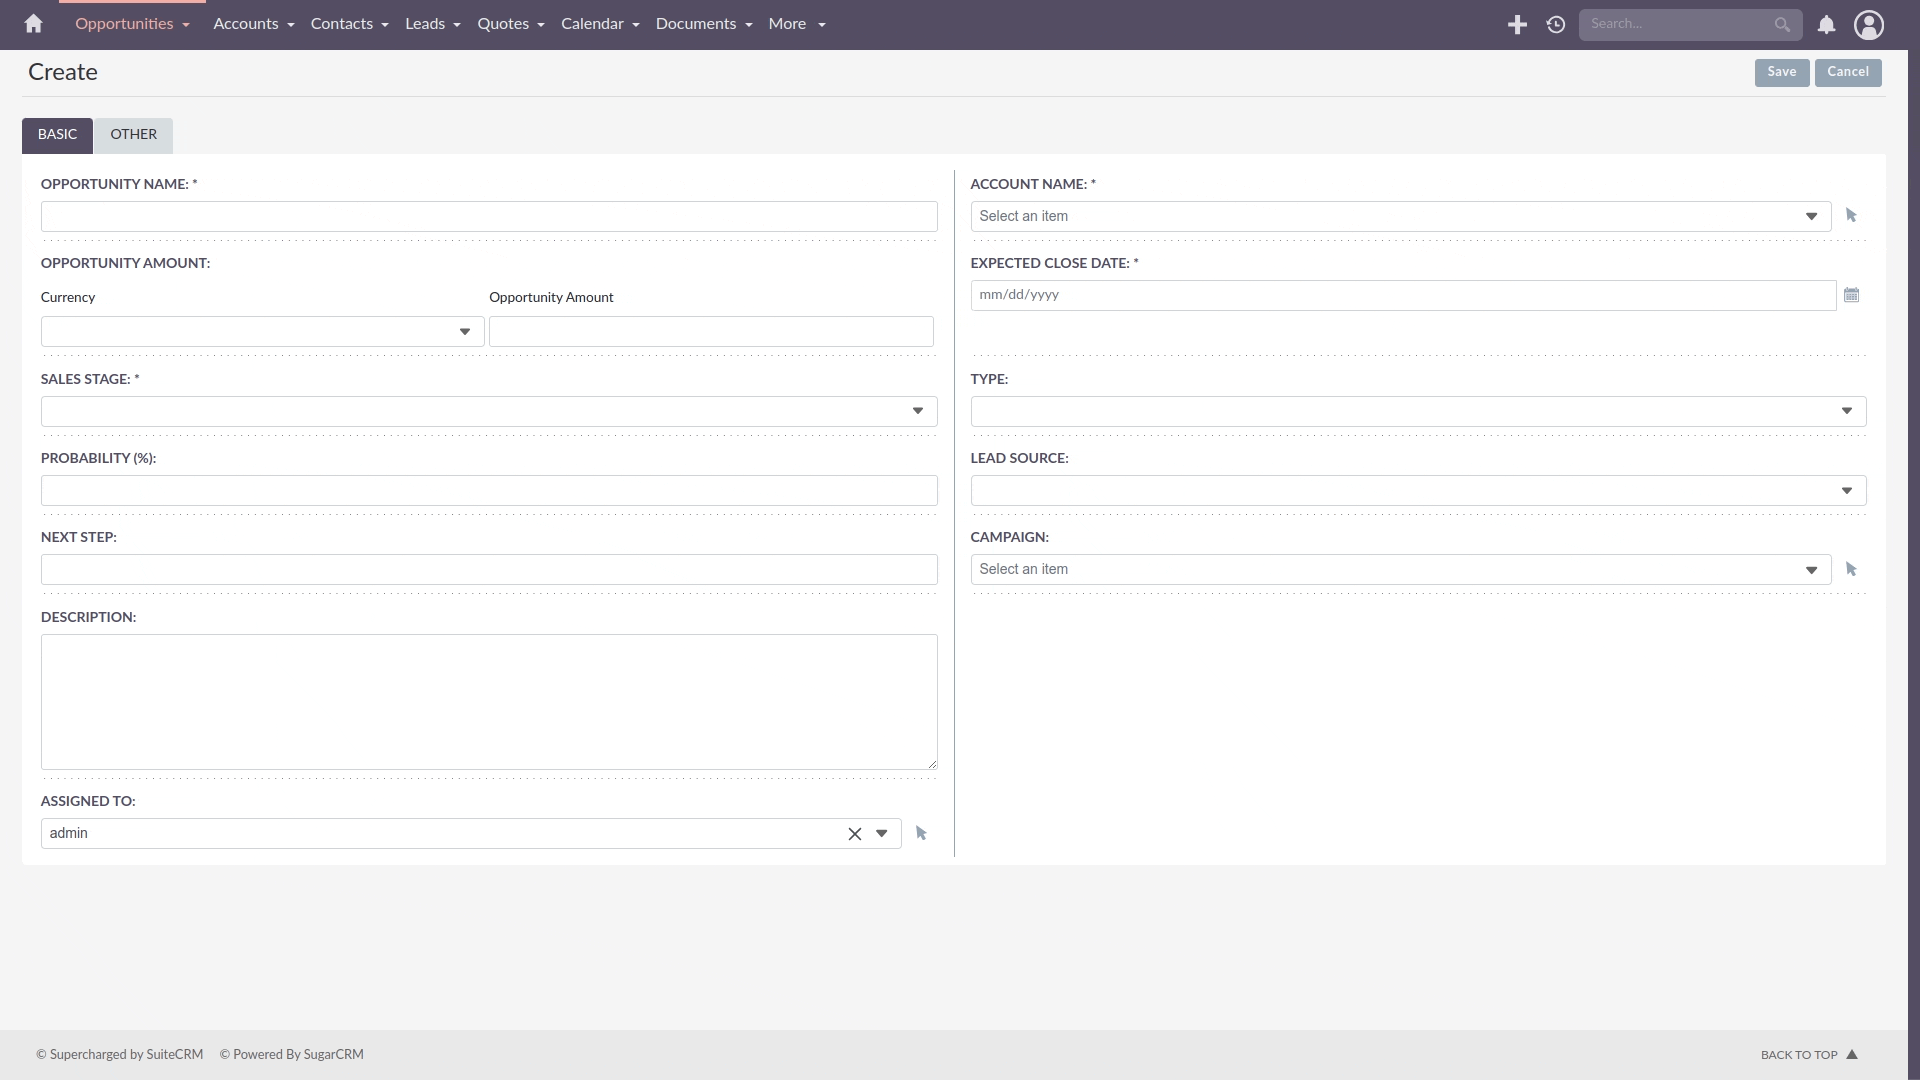 Opportunities Accounts Contacts Leads Quotes Calendar Documents More Search...
Create Save Cancel
BASIC OTHER
OPPORTUNITY NAME: *
ACCOUNT NAME: *
Select an item
OPPORTUNITY AMOUNT:
EXPECTED CLOSE DATE: *
Currency Opportunity Amount
mm/dd/yyyy
SALES STAGE: *
TYPE:
PROBABILITY (%):
LEAD SOURCE:
NEXT STEP:
CAMPAIGN:
Select an item
DESCRIPTION:
ASSIGNED TO:
admin
© Supercharged by SuiteCRM © Powered By SugarCRM BACK TO TOP